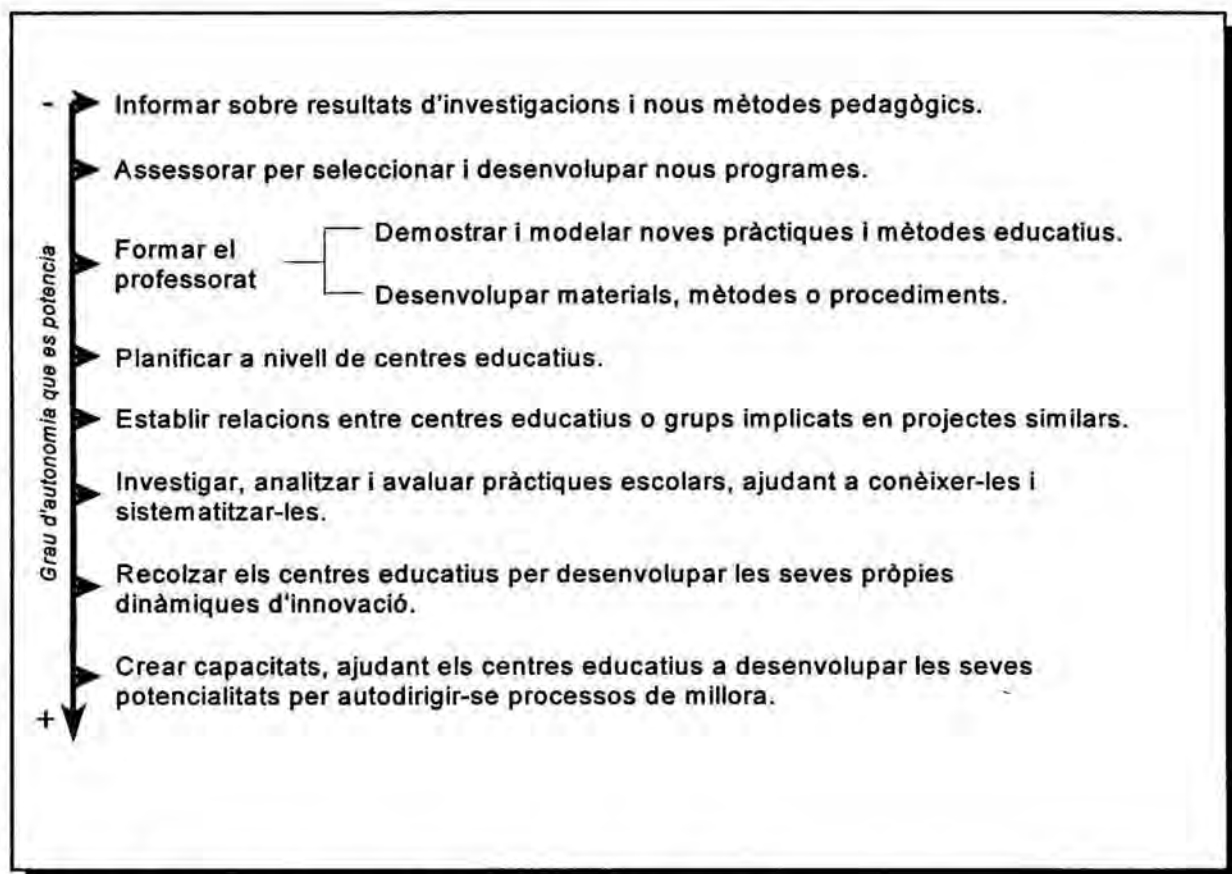 - Informar sobre resultats d'investigacions i nous mètodes pedagògics.
Assessorar per seleccionar i desenvolupar nous programes.
Formar el
professorat
Demostrar i modelar noves pràctiques i mètodes educatius.
Desenvolupar materials, mètodes o procediments.
Planificar a nivell de centres educatius.
Establir relacions entre centres educatius o grups implicats en projectes similars.
Investigar, analitzar i avaluar pràctiques escolars, ajudant a conèixer-les i
sistematitzar-les.
Recolzar els centres educatius per desenvolupar les seves pròpies
dinàmiques d'innovació.
Crear capacitats, ajudant els centres educatius a desenvolupar les seves
potencialitats per autodirigir-se processos de millora.
+
Grau d'autonomia que es potencia